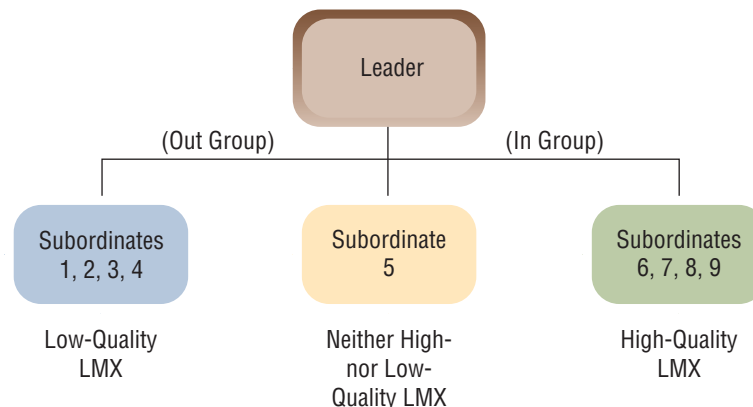 Leader
(Out Group)
(In Group)
Subordinates
1, 2, 3, 4
Subordinate
5
Subordinates
6, 7, 8, 9
Low-Quality
LMX
Neither High-
nor Low-
Quality LMX
High-Quality
LMX